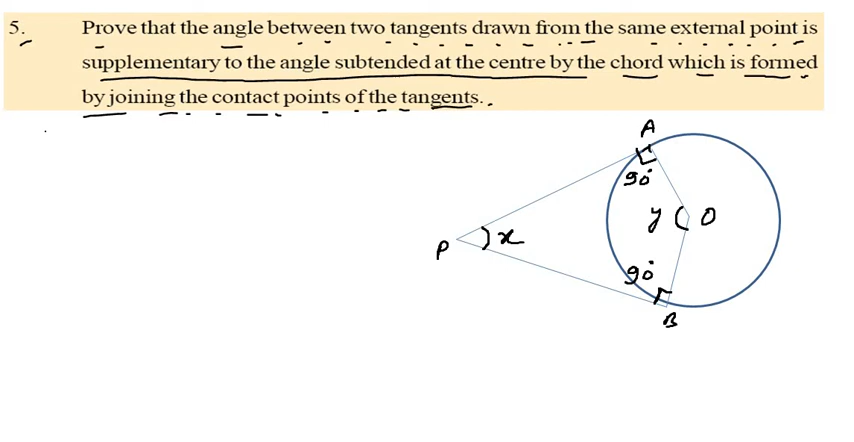 5. Prove that the angle between two tangents drawn from the same external point is
supplementary to the angle subtended at the centre by the chord which is formed
by joining the contact points of the tangents.
A
90°
y O
P x
90°
B